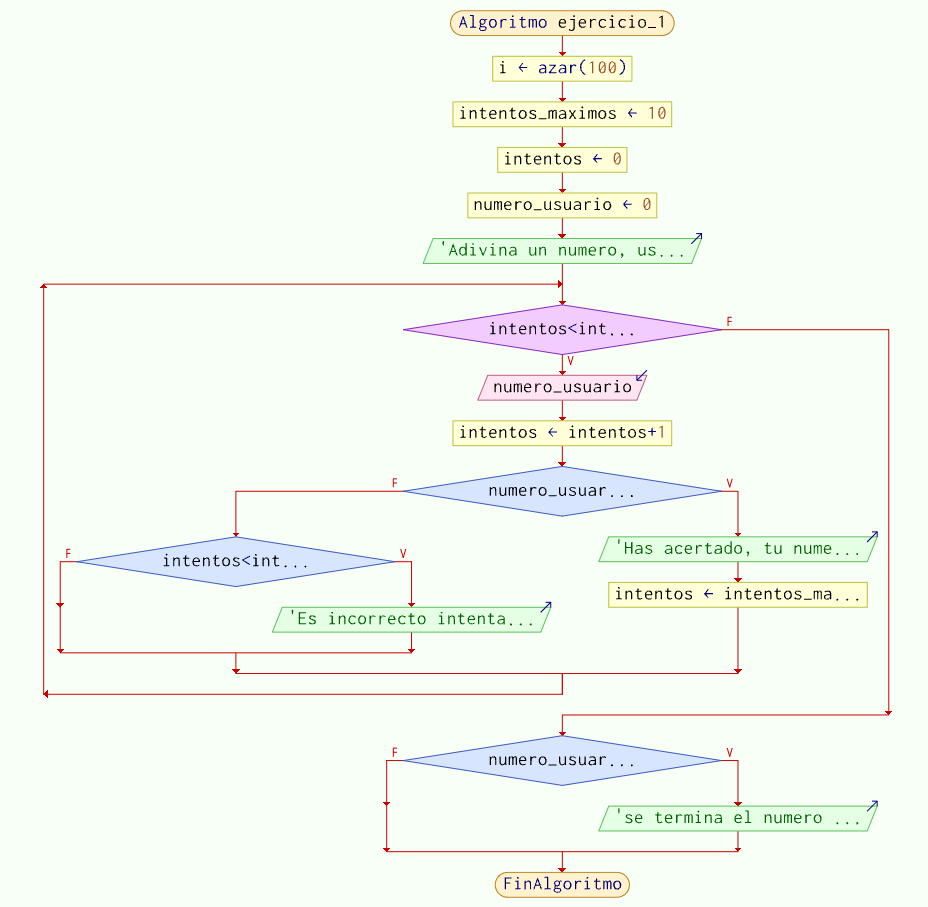 Algoritmo ejercicio_1
i ← azar(100)
intentos_maximos ← 10
intentos ← 0
numero_usuario ← 0
'Adivina un numero, us...
intentos<int...
F
V
numero_usuario
intentos ← intentos+1
F
numero_usuar...
V
'Has acertado, tu nume...
F
intentos<int...
V
intentos ← intentos_ma...
'Es incorrecto intenta...
F
numero_usuar...
V
'se termina el numero ...
FinAlgoritmo